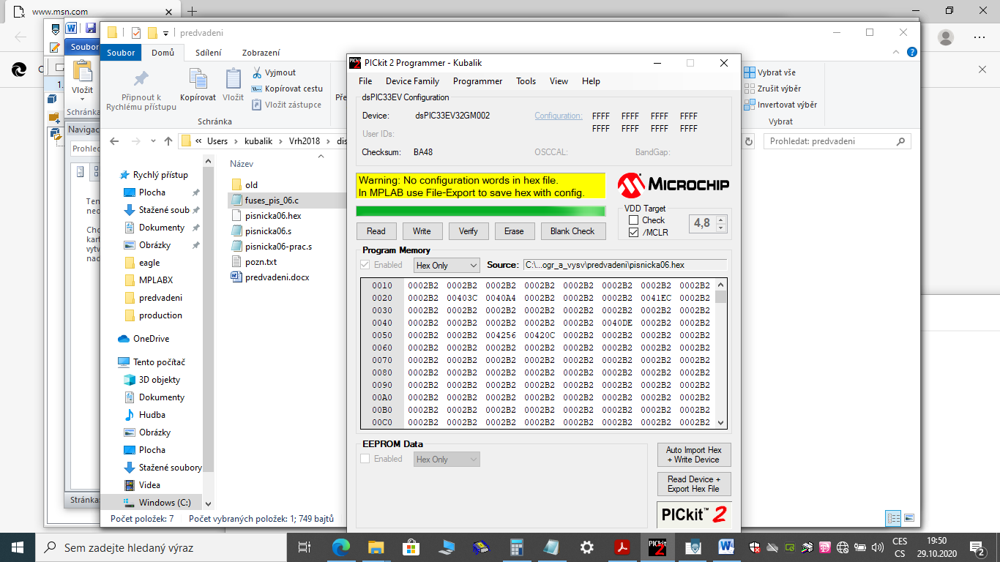 www.msn.com
predvadeni
Soubor
Soubor
Domů
Sdílení
Zobrazení
Vložit
Schránka
Připnout k
Rychlému přístupu
Kopírovat
Vložit
Vyjmout
Kopírovat cestu
Vložit zástupce
Schránka
Vybrat vše
Zrušit výběr
Invertovat výběr
Vybrat
Users
kubalik
Vrh2018
Prohledat: predvadeni
Název
Rychlý přístup
Plocha
Stažené soub
Dokumenty
Obrázky
eagle
MPLABX
predvadeni
production
OneDrive
Tento počítač
3D objekty
Dokumenty
Hudba
Obrázky
Plocha
Stažené soubory
Videa
Windows (C:)
old
fuses_pis_06.c
pisnicka06.hex
pisnicka06.s
pisnicka06-prac.s
pozn.txt
predvadeni.docx
Počet položek: 7 Počet vybraných položek: 1; 749 bajtů
PICkit 2 Programmer - Kubalik
File Device Family Programmer Tools View Help
dsPIC33EV Configuration
Device: dsPIC33EV32GM002 Configuration: FFFF FFFF FFFF FFFF
FFFF FFFF FFFF FFFF
User IDs:
Checksum: BA48 OSCCAL: BandGap:
Warning: No configuration words in hex file.
In MPLAB use File-Export to save hex with config.
MICROCHIP
VDD Target
Check
/MCLR
4,8
Read Write Verify Erase Blank Check
Program Memory
Enabled Hex Only Source: C:\...ogr_a_vysv\predvadeni\pisnicka06.hex
0010 0002B2 0002B2 0002B2 0002B2 0002B2 0002B2 0002B2 0002B2
0020 0002B2 00403C 0040A4 0002B2 0002B2 0002B2 0041EC 0002B2
0030 0002B2 0002B2 0002B2 0002B2 0002B2 0002B2 0002B2 0002B2
0040 0002B2 0002B2 0002B2 0002B2 0002B2 0040DE 0002B2 0002B2
0050 0002B2 0002B2 004256 00420C 0002B2 0002B2 0002B2 0002B2
0060 0002B2 0002B2 0002B2 0002B2 0002B2 0002B2 0002B2 0002B2
0070 0002B2 0002B2 0002B2 0002B2 0002B2 0002B2 0002B2 0002B2
0080 0002B2 0002B2 0002B2 0002B2 0002B2 0002B2 0002B2 0002B2
0090 0002B2 0002B2 0002B2 0002B2 0002B2 0002B2 0002B2 0002B2
00A0 0002B2 0002B2 0002B2 0002B2 0002B2 0002B2 0002B2 0002B2
00B0 0002B2 0002B2 0002B2 0002B2 0002B2 0002B2 0002B2 0002B2
00C0 0002B2 0002B2 0002B2 0002B2 0002B2 0002B2 0002B2 0002B2
EEPROM Data
Enabled Hex Only
Auto Import Hex
+ Write Device
Read Device +
Export Hex File
PICkit™ 2
Sem zadejte hledaný výraz
CES
CS
19:50
29.10.2020
2